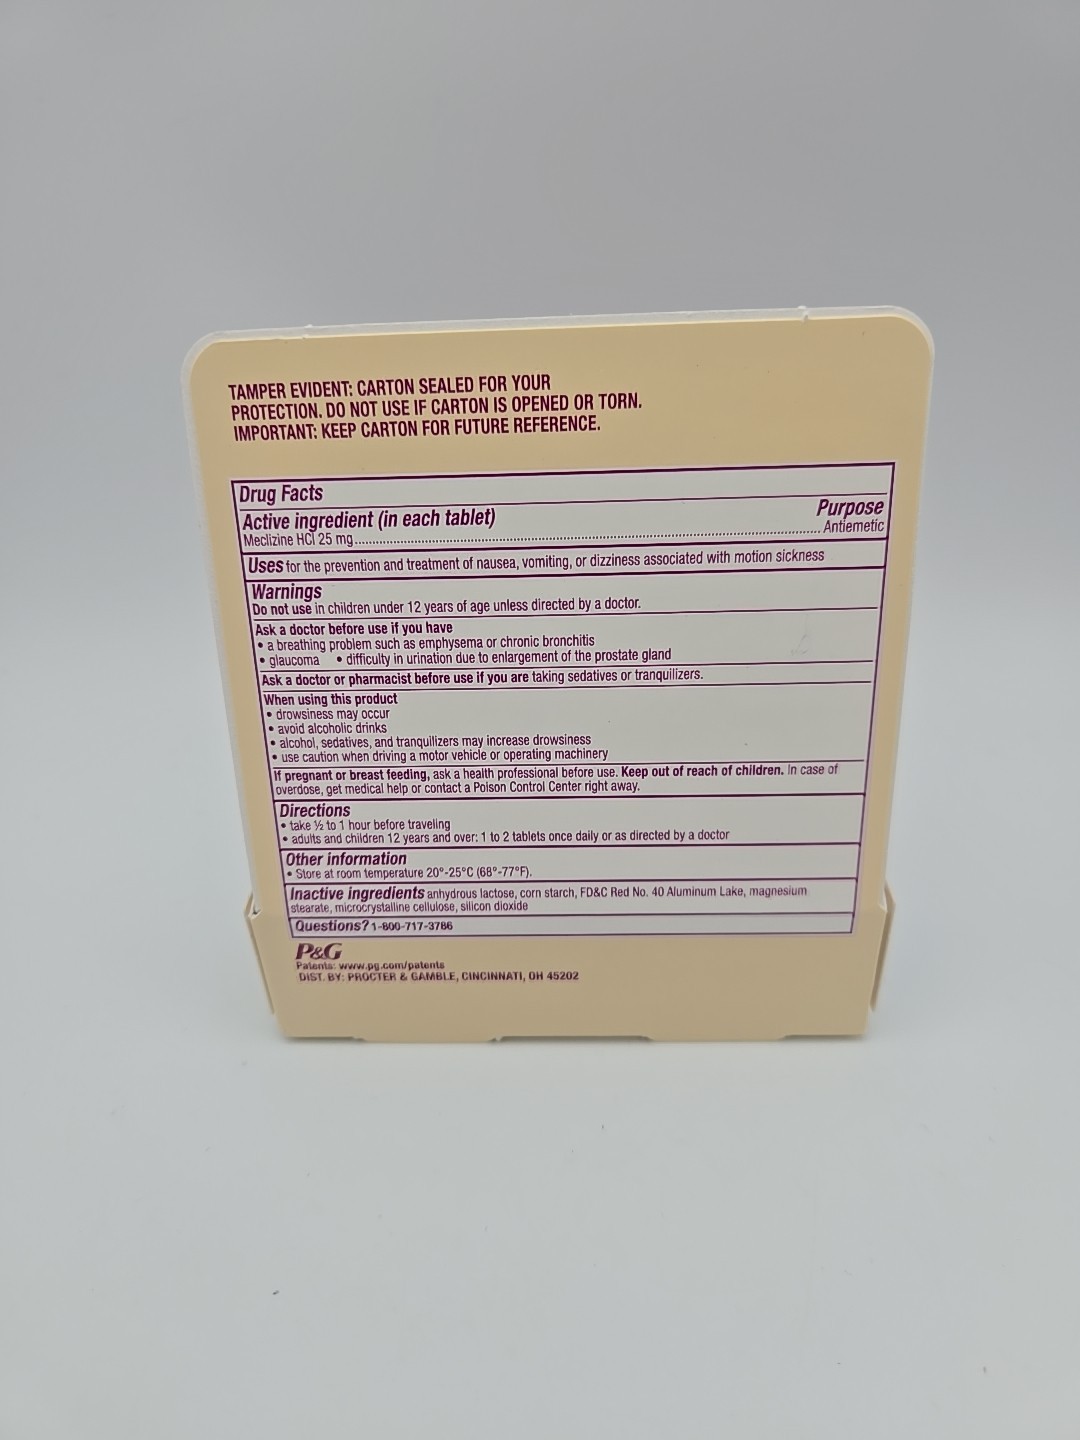 TAMPER EVIDENT: CARTON SEALED FOR YOUR
PROTECTION. DO NOT USE IF CARTON IS OPENED OR TORN.
IMPORTANT: KEEP CARTON FOR FUTURE REFERENCE.
Drug Facts
Active ingredient (in each tablet) Purpose
Meclizine HCl 25 mg........................................................................................................ Antiemetic
Uses for the prevention and treatment of nausea, vomiting, or dizziness associated with motion sickness
Warnings
Do not use in children under 12 years of age unless directed by a doctor.
Ask a doctor before use if you have
• a breathing problem such as emphysema or chronic bronchitis
• glaucoma • difficulty in urination due to enlargement of the prostate gland
Ask a doctor or pharmacist before use if you are taking sedatives or tranquilizers.
When using this product
• drowsiness may occur
• avoid alcoholic drinks
• alcohol, sedatives, and tranquilizers may increase drowsiness
• use caution when driving a motor vehicle or operating machinery
If pregnant or breast feeding, ask a health professional before use. Keep out of reach of children. In case of
overdose, get medical help or contact a Poison Control Center right away.
Directions
• take ½ to 1 hour before traveling
• adults and children 12 years and over: 1 to 2 tablets once daily or as directed by a doctor
Other information
• Store at room temperature 20°-25°C (68°-77°F).
Inactive ingredients anhydrous lactose, corn starch, FD&C Red No. 40 Aluminum Lake, magnesium
stearate, microcrystalline cellulose, silicon dioxide
Questions? 1-800-717-3786
P&G
Patents: www.pg.com/patents
DIST. BY: PROCTER & GAMBLE, CINCINNATI, OH 45202